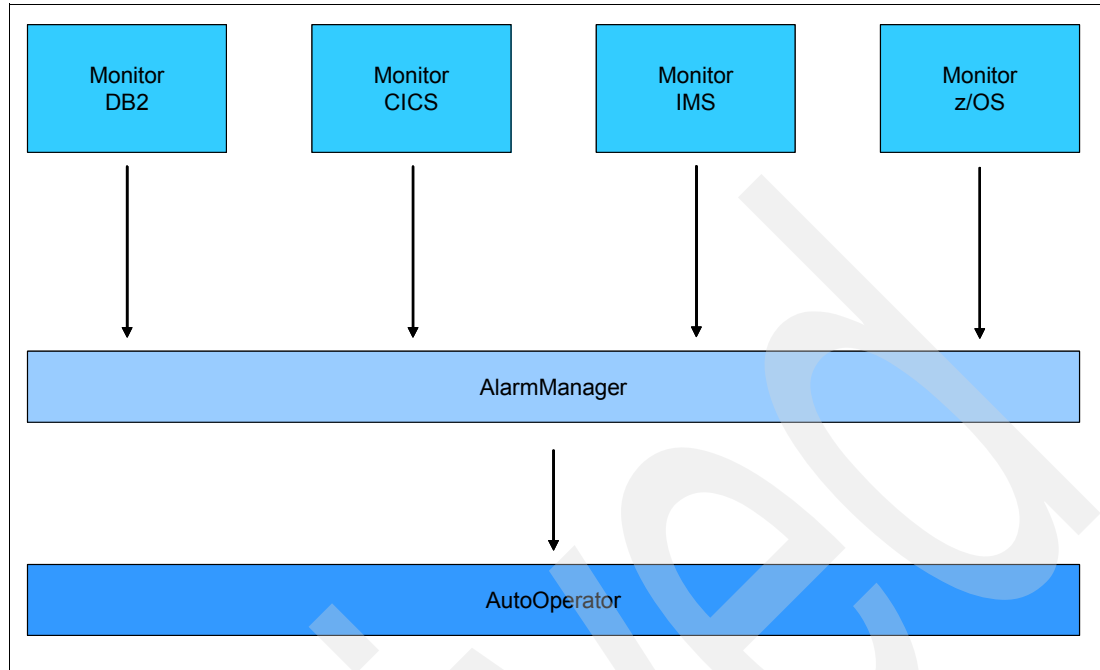 Monitor
DB2
Monitor
CICS
Monitor
IMS
Monitor
z/OS
AlarmManager
AutoOperator